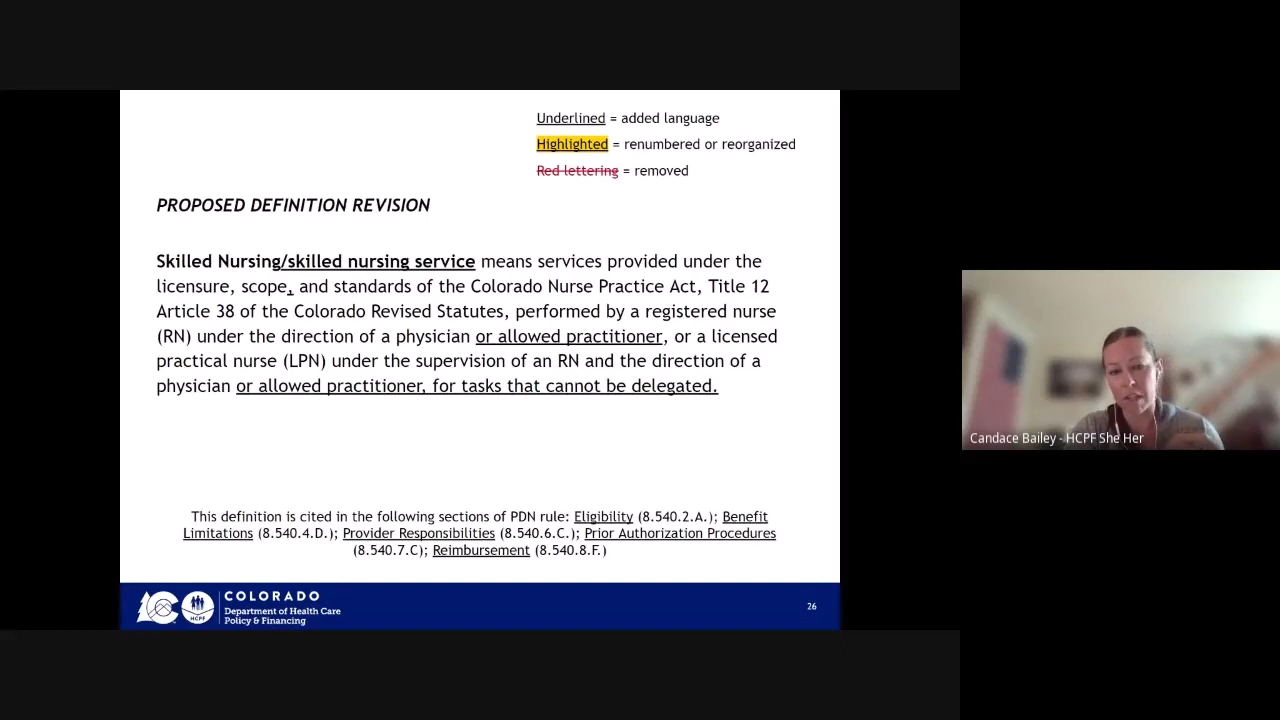 Underlined = added language
Highlighted = renumbered or reorganized
Red lettering = removed
PROPOSED DEFINITION REVISION
Skilled Nursing/skilled nursing service means services provided under the
licensure, scope, and standards of the Colorado Nurse Practice Act, Title 12
Article 38 of the Colorado Revised Statutes, performed by a registered nurse
(RN) under the direction of a physician or allowed practitioner, or a licensed
practical nurse (LPN) under the supervision of an RN and the direction of a
physician or allowed practitioner, for tasks that cannot be delegated.
This definition is cited in the following sections of PDN rule: Eligibility (8.540.2.A.); Benefit
Limitations (8.540.4.D.); Provider Responsibilities (8.540.6.C.); Prior Authorization Procedures
(8.540.7.C); Reimbursement (8.540.8.F.)
HCPF
COLORADO
Department of Health Care
Policy & Financing
26
Candace Bailey - HCPF She Her